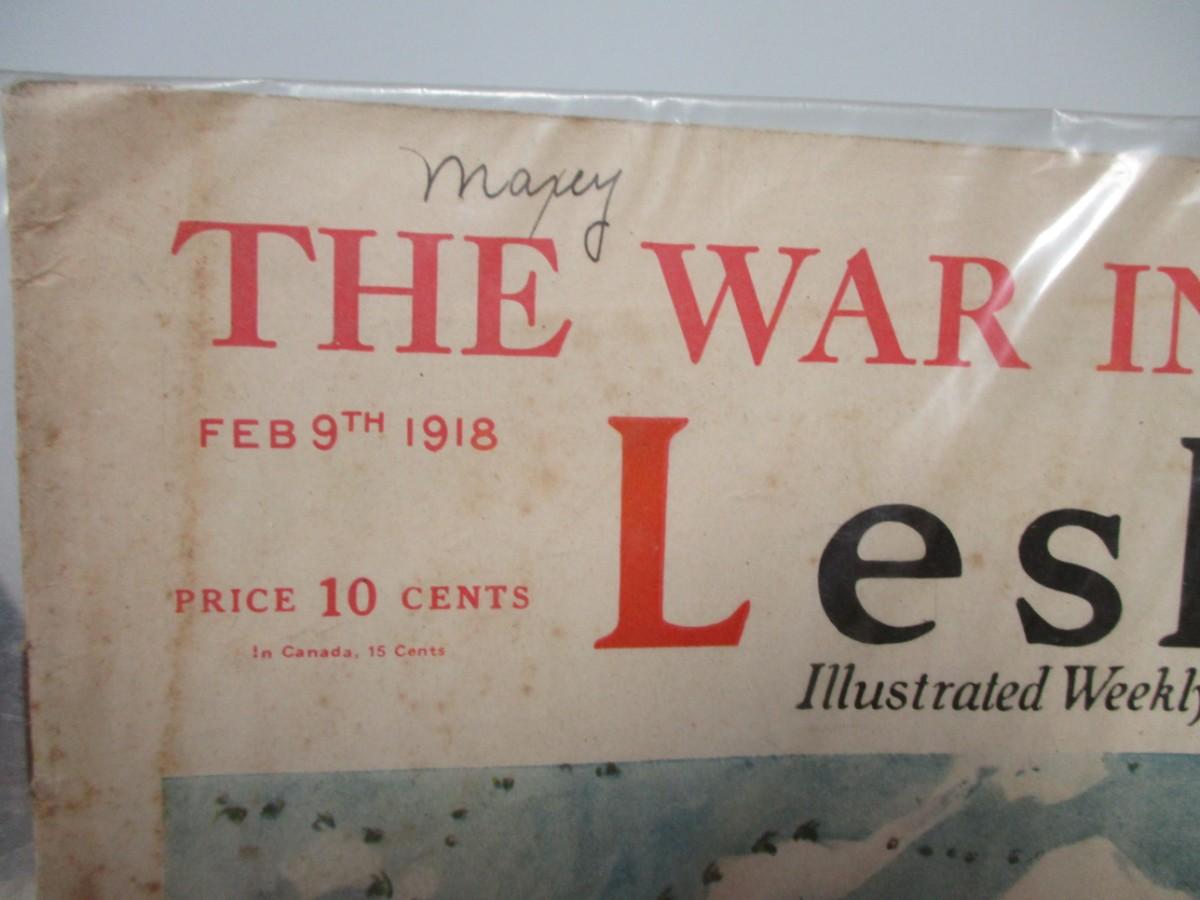 Maxey
THE WAR IN
FEB 9TH 1918
Lesl
PRICE 10 CENTS
In Canada, 15 Cents
Illustrated Weekly